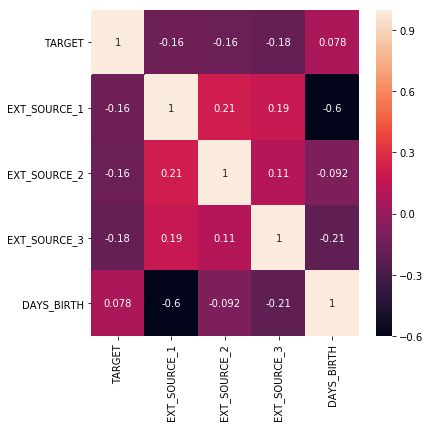 TARGET 1 -0.16 -0.16 -0.18 0.078
EXT_SOURCE_1 -0.16 1 0.21 0.19 -0.6
EXT_SOURCE_2 -0.16 0.21 1 0.11 -0.092
EXT_SOURCE_3 -0.18 0.19 0.11 1 -0.21
DAYS_BIRTH 0.078 -0.6 -0.092 -0.21 1
TARGET
EXT_SOURCE_1
EXT_SOURCE_2
EXT_SOURCE_3
DAYS_BIRTH
0.9
0.6
0.3
0.0
−0.3
−0.6